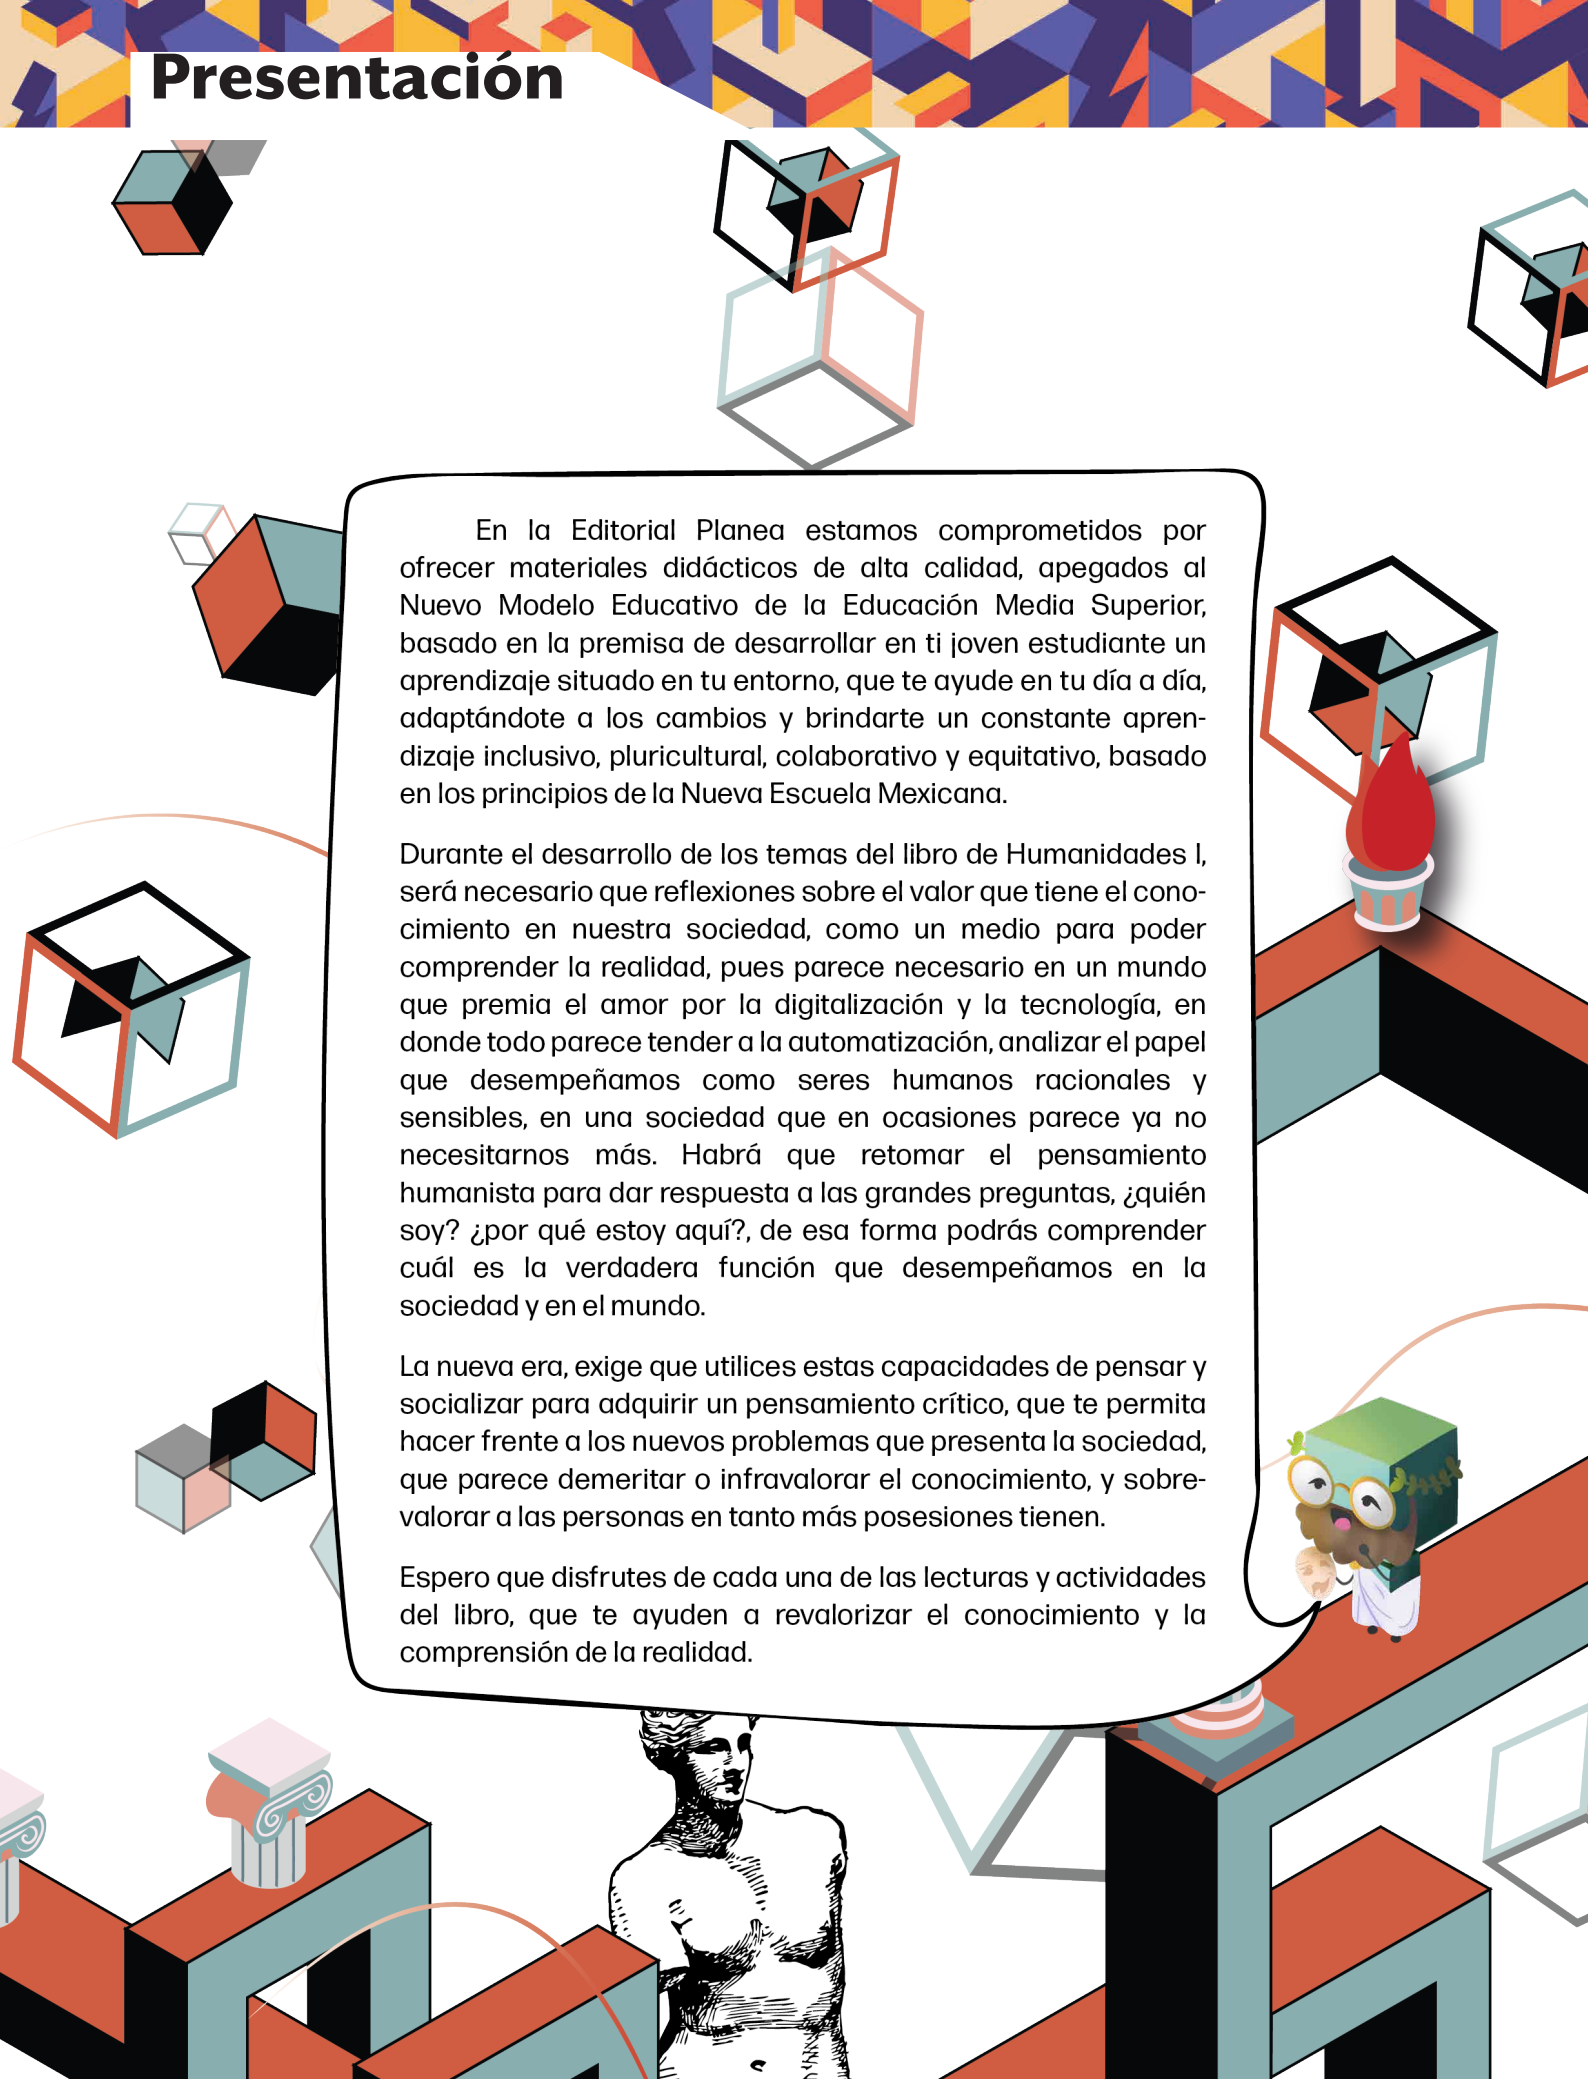 Presentación
En la Editorial Planea estamos comprometidos por
ofrecer materiales didácticos de alta calidad, apegados al
Nuevo Modelo Educativo de la Educación Media Superior,
basado en la premisa de desarrollar en ti joven estudiante un
aprendizaje situado en tu entorno, que te ayude en tu día a día,
adaptándote a los cambios y brindarte un constante apren-
dizaje inclusivo, pluricultural, colaborativo y equitativo, basado
en los principios de la Nueva Escuela Mexicana.
Durante el desarrollo de los temas del libro de Humanidades I,
será necesario que reflexiones sobre el valor que tiene el cono-
cimiento en nuestra sociedad, como un medio para poder
comprender la realidad, pues parece necesario en un mundo
que premia el amor por la digitalización y la tecnología, en
donde todo parece tender a la automatización, analizar el papel
que desempeñamos como seres humanos racionales y
sensibles, en una sociedad que en ocasiones parece ya no
necesitarnos más. Habrá que retomar el pensamiento
humanista para dar respuesta a las grandes preguntas, ¿quién
soy? ¿por qué estoy aquí?, de esa forma podrás comprender
cuál es la verdadera función que desempeñamos en la
sociedad y en el mundo.
La nueva era, exige que utilices estas capacidades de pensar y
socializar para adquirir un pensamiento crítico, que te permita
hacer frente a los nuevos problemas que presenta la sociedad,
que parece demeritar o infravalorar el conocimiento, y sobre-
valorar a las personas en tanto más posesiones tienen.
Espero que disfrutes de cada una de las lecturas y actividades
del libro, que te ayuden a revalorizar el conocimiento y la
comprensión de la realidad.